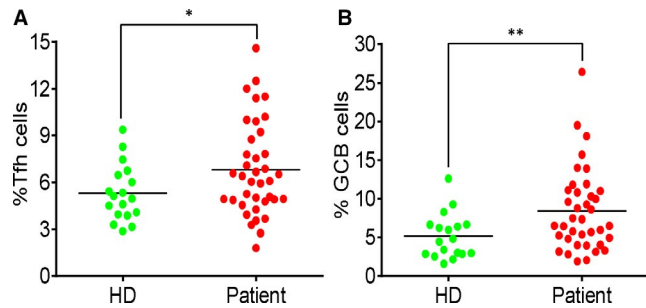 A
*
%Tfh cells
15
12
9
6
3
0
HD Patient
B
**
% GCB cells
30
25
20
15
10
5
0
HD Patient